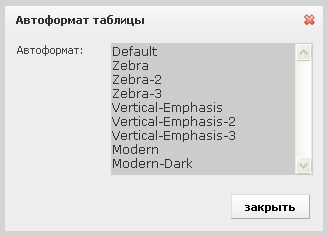 Автоформат таблицы
Автоформат:
Default
Zebra
Zebra-2
Zebra-3
Vertical-Emphasis
Vertical-Emphasis-2
Vertical-Emphasis-3
Modern
Modern-Dark
закрыть